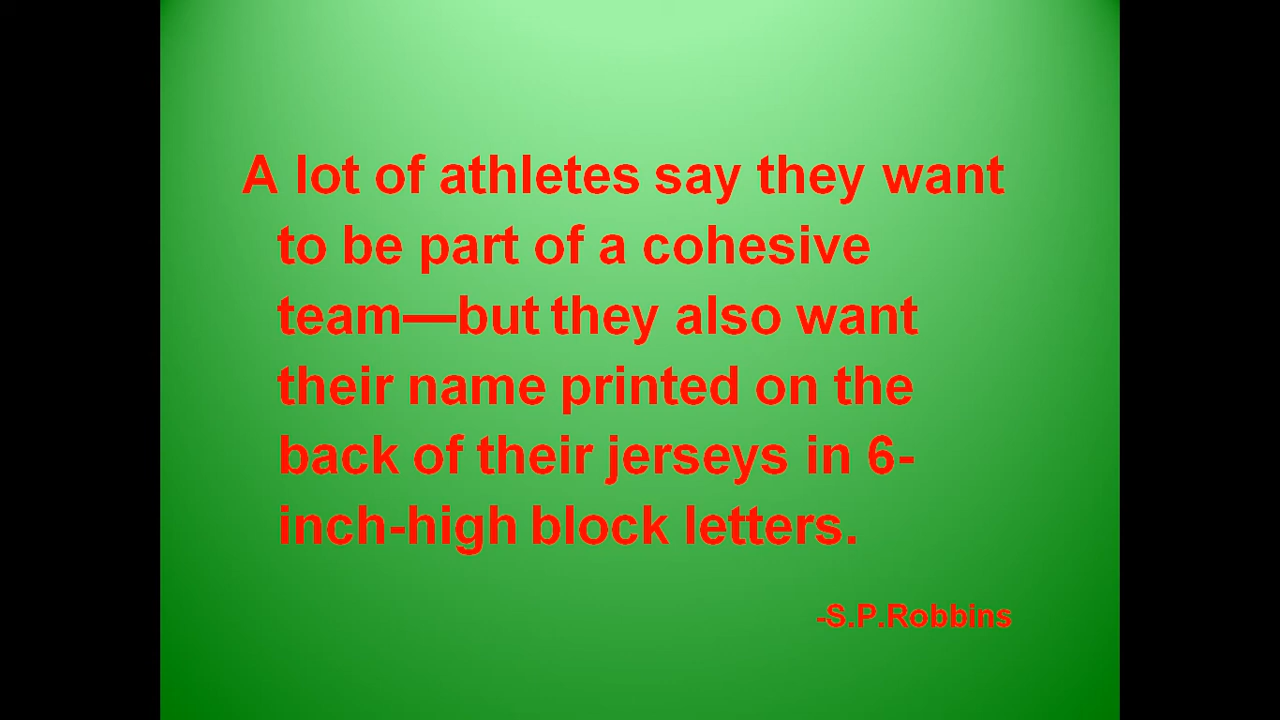 A lot of athletes say they want
to be part of a cohesive
team—but they also want
their name printed on the
back of their jerseys in 6-
inch-high block letters.
-S.P.Robbins